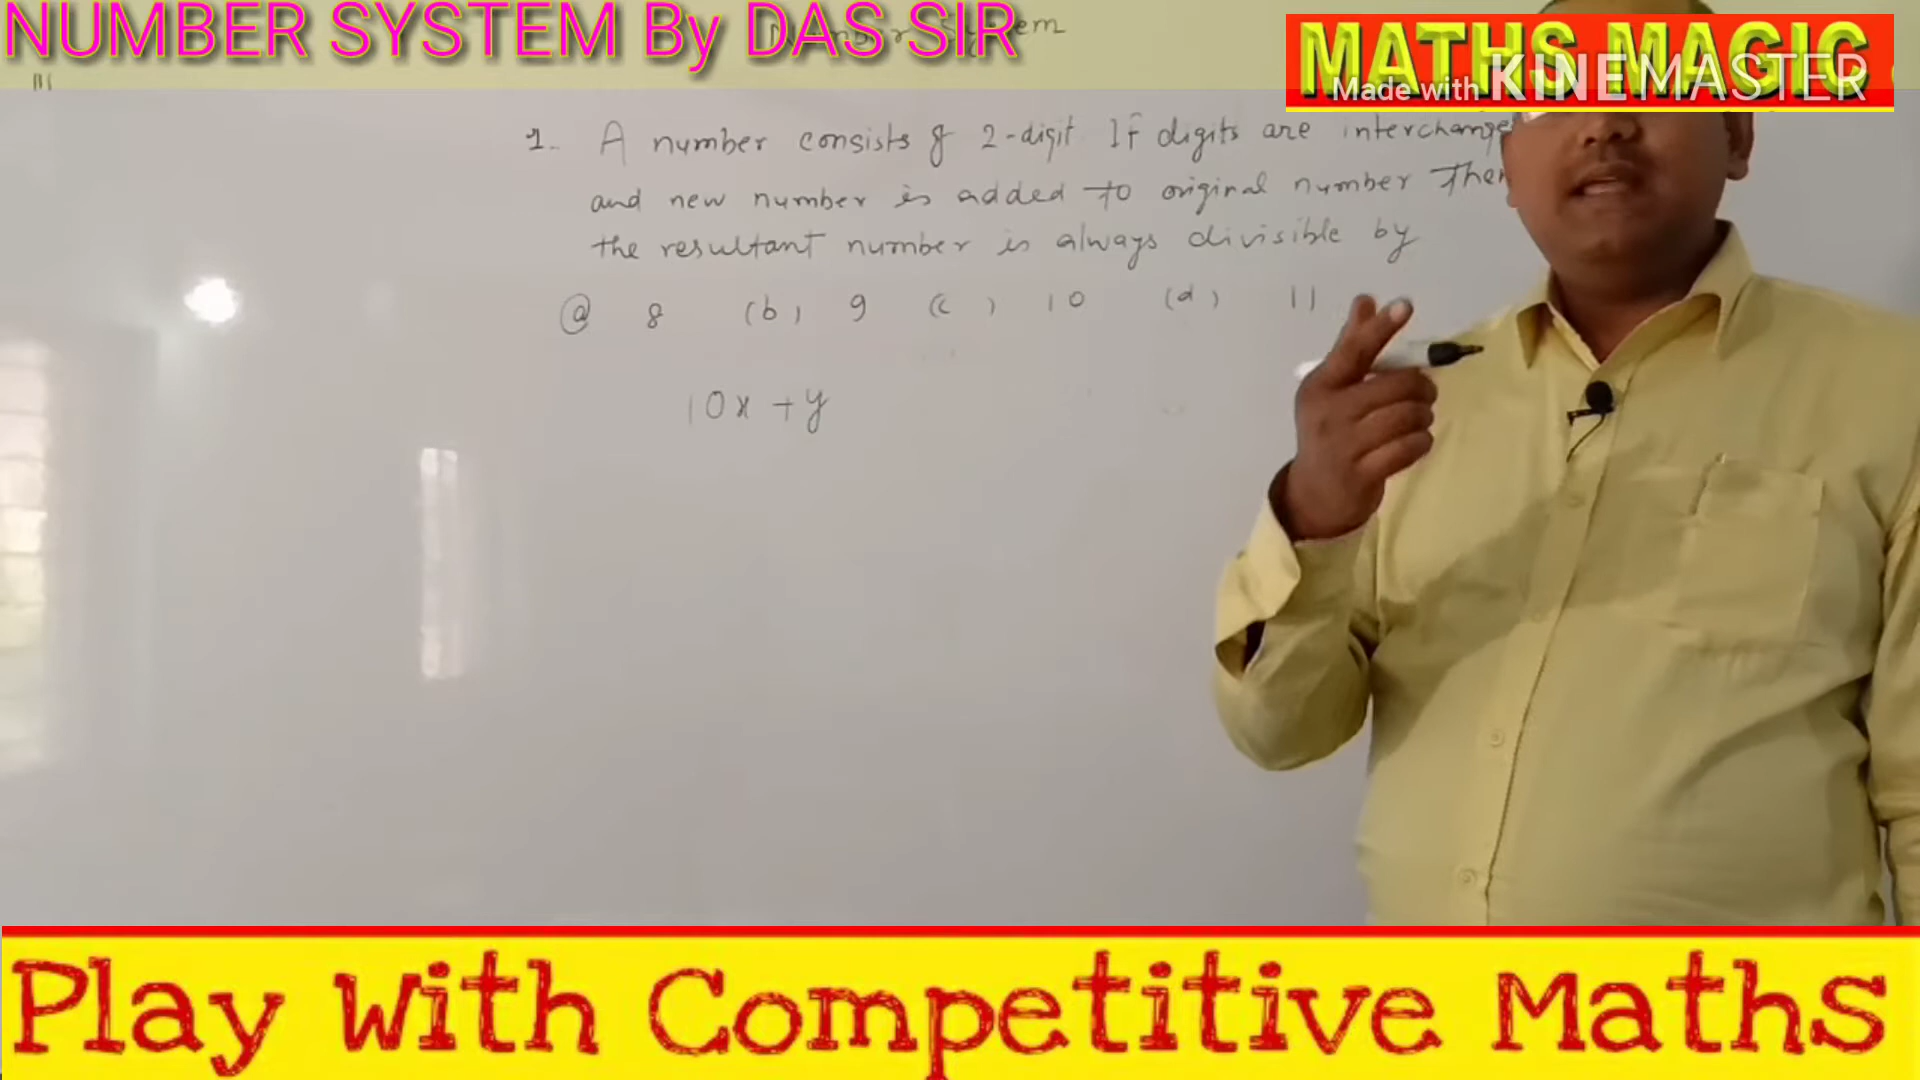 NUMBER SYSTEM By DAS SIR
MATHS MAGIC
Made with KINEMASTER
1. A number consists of 2-digit If digits are interchange
and new number is added to original number Then
the resultant number is always divisible by
(a) 8 (b) 9 (c) 10 (d) 11
10x + y
Play With Competitive Maths